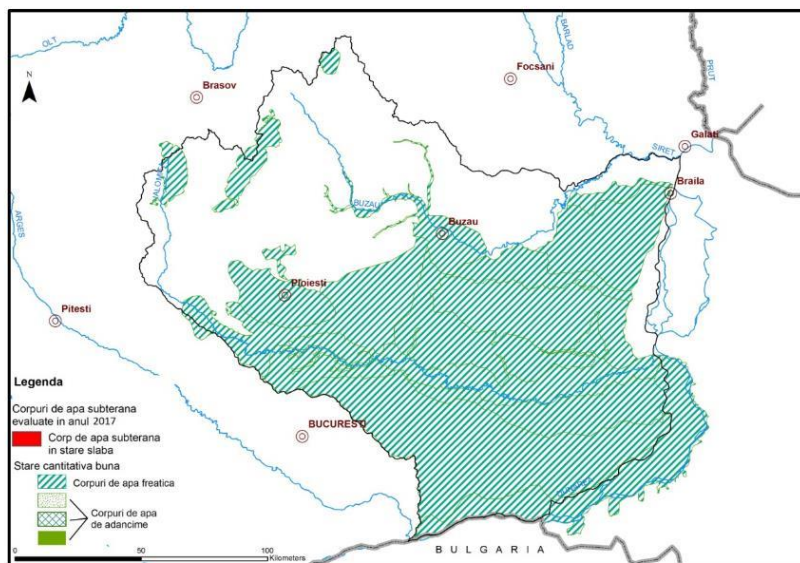 OLT
BARLAD
PRUT
N
Brasov
Focsani
Galati
SIRET
Braila
ARGES
BUZAU
Buzau
Ploiesti
Pitesti
BUCURESTI
DUNARE
BULGARIA
Legenda
Corpuri de apa subterana
evaluate in anul 2017
Corp de apa subterana
in stare slaba
Stare cantitativa buna
Corpuri de apa freatica
Corpuri de apa
de adancime
0 50 100
Kilometers